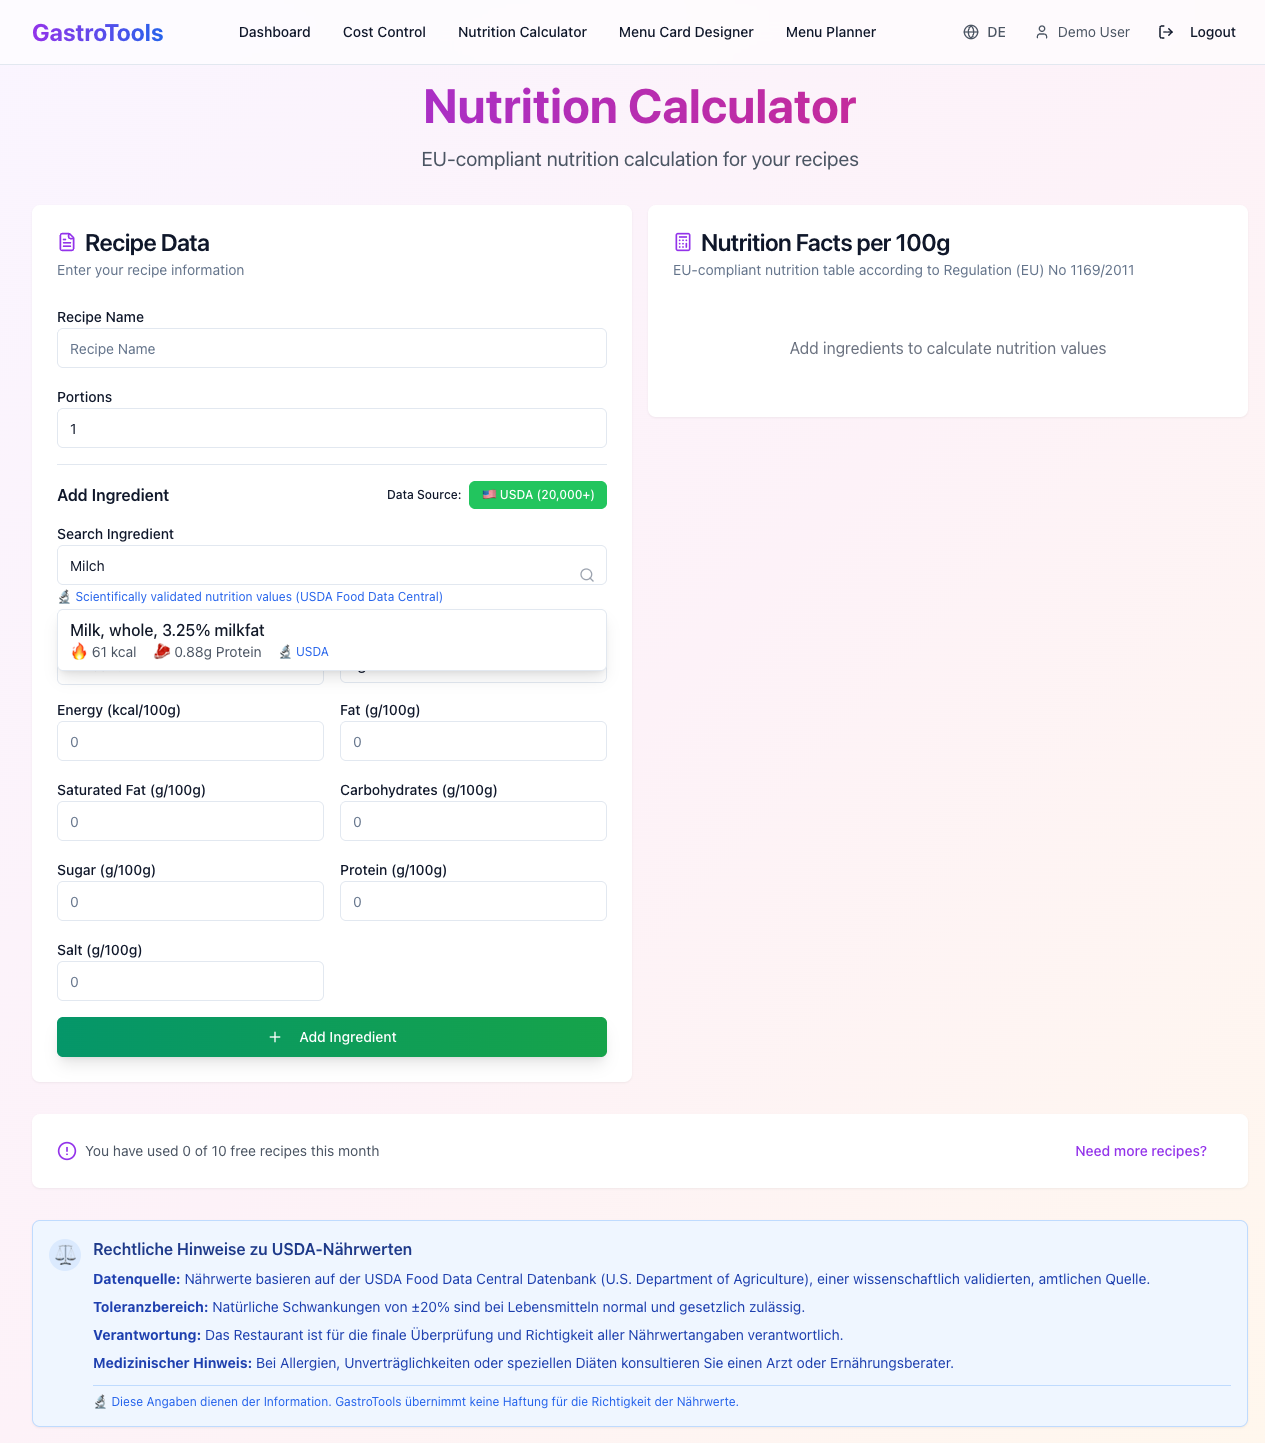 GastroTools
Dashboard
Cost Control
Nutrition Calculator
Menu Card Designer
Menu Planner
DE
Demo User
Logout
Nutrition Calculator
EU-compliant nutrition calculation for your recipes
Recipe Data
Enter your recipe information
Recipe Name
Recipe Name
Portions
1
Add Ingredient
Data Source:
🇺🇸 USDA (20,000+)
Search Ingredient
Milch
🔬 Scientifically validated nutrition values (USDA Food Data Central)
Milk, whole, 3.25% milkfat
🔥 61 kcal 🥩 0.88g Protein 🔬 USDA
Energy (kcal/100g)
0
Fat (g/100g)
0
Saturated Fat (g/100g)
0
Carbohydrates (g/100g)
0
Sugar (g/100g)
0
Protein (g/100g)
0
Salt (g/100g)
0
Add Ingredient
Nutrition Facts per 100g
EU-compliant nutrition table according to Regulation (EU) No 1169/2011
Add ingredients to calculate nutrition values
You have used 0 of 10 free recipes this month
Need more recipes?
Rechtliche Hinweise zu USDA-Nährwerten
Datenquelle: Nährwerte basieren auf der USDA Food Data Central Datenbank (U.S. Department of Agriculture), einer wissenschaftlich validierten, amtlichen Quelle.
Toleranzbereich: Natürliche Schwankungen von ±20% sind bei Lebensmitteln normal und gesetzlich zulässig.
Verantwortung: Das Restaurant ist für die finale Überprüfung und Richtigkeit aller Nährwertangaben verantwortlich.
Medizinischer Hinweis: Bei Allergien, Unverträglichkeiten oder speziellen Diäten konsultieren Sie einen Arzt oder Ernährungsberater.
🔬 Diese Angaben dienen der Information. GastroTools übernimmt keine Haftung für die Richtigkeit der Nährwerte.